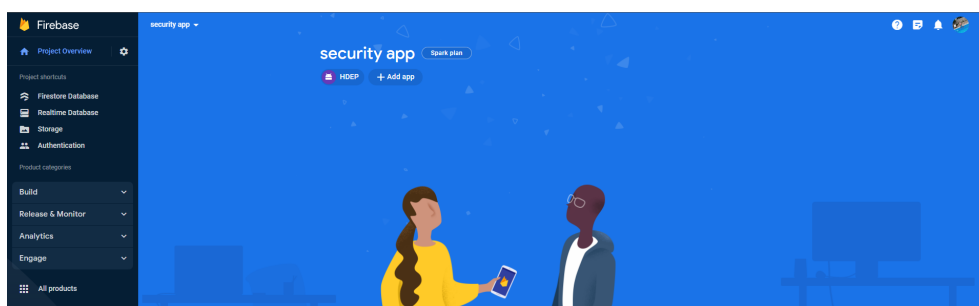 Firebase
security app
Project Overview
security app Spark plan
HDEP + Add app
Project shortcuts
Firestore Database
Realtime Database
Storage
Authentication
Product categories
Build
Release & Monitor
Analytics
Engage
All products